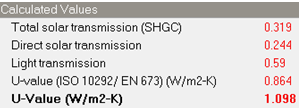 Calculated Values
Total solar transmission (SHGC) 0.319
Direct solar transmission 0.244
Light transmission 0.59
U-value (ISO 10292/ EN 673) (W/m2-K) 0.864
U-Value (W/m2-K) 1.098